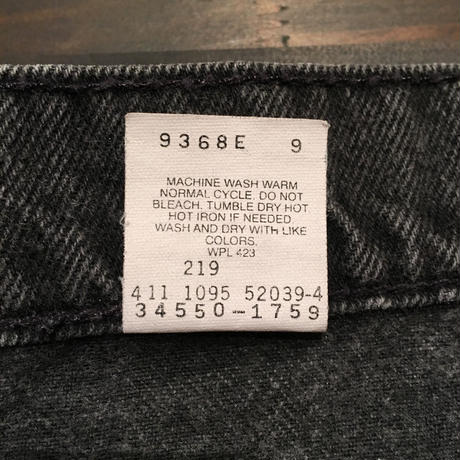 9368E 9
MACHINE WASH WARM
NORMAL CYCLE. DO NOT
BLEACH. TUMBLE DRY HOT
HOT IRON IF NEEDED
WASH AND DRY WITH LIKE
COLORS.
WPL 423
219
411 1095 52039-4
34550-1759